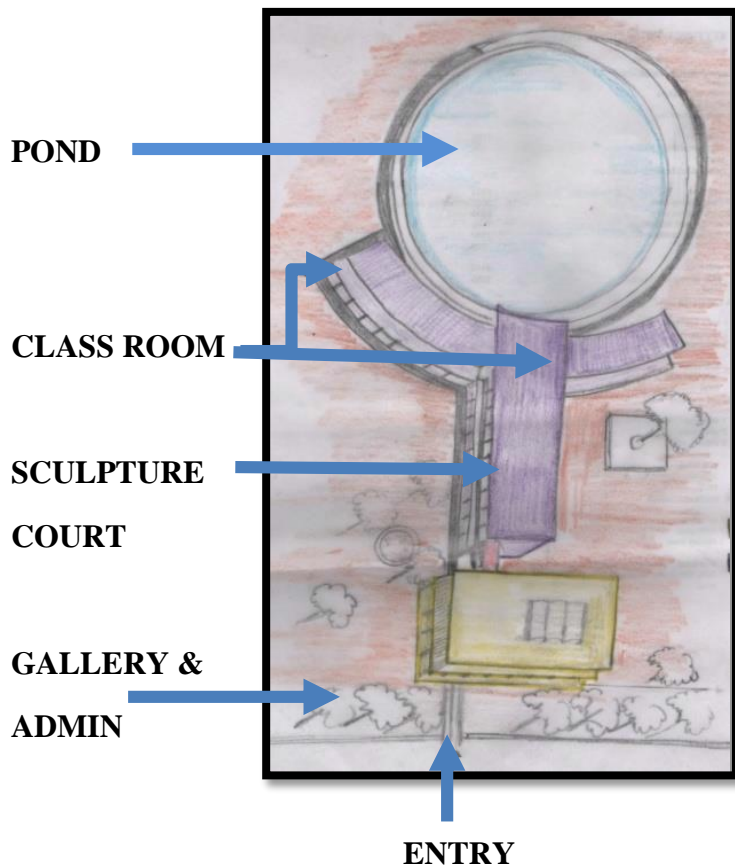 POND
CLASS ROOM
SCULPTURE
COURT
GALLERY &
ADMIN
ENTRY